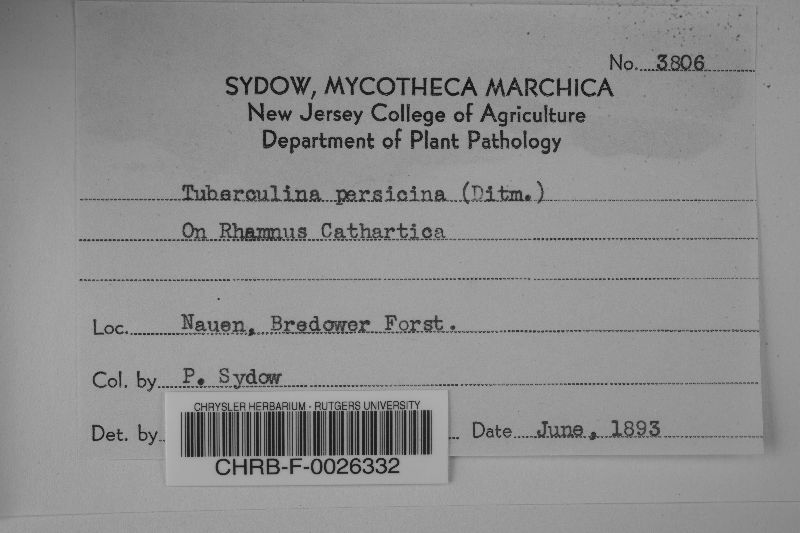 No. 3806
SYDOW, MYCOTHECA MARCHICA
New Jersey College of Agriculture
Department of Plant Pathology
Tuberculina persicina (Ditm.)
On Rhamnus Cathartica
Loc. Nauen, Bredower Forst.
Col. by P. Sydow
Det. by Date June, 1893
CHRYSLER HERBARIUM - RUTGERS UNIVERSITY
CHRB-F-0026332